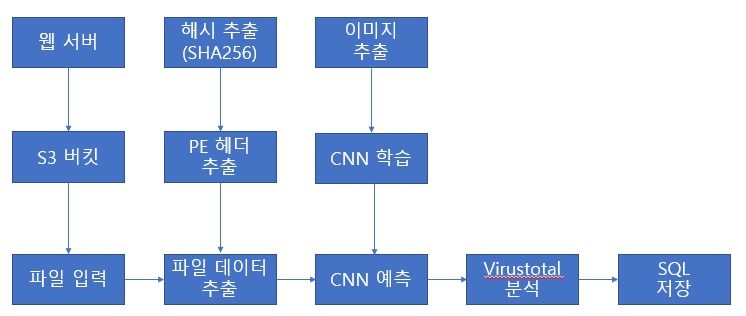 웹 서버
해시 추출
(SHA256)
이미지
추출
S3 버킷
PE 헤더
추출
CNN 학습
파일 입력
파일 데이터
추출
CNN 예측
Virustotal
분석
SQL
저장